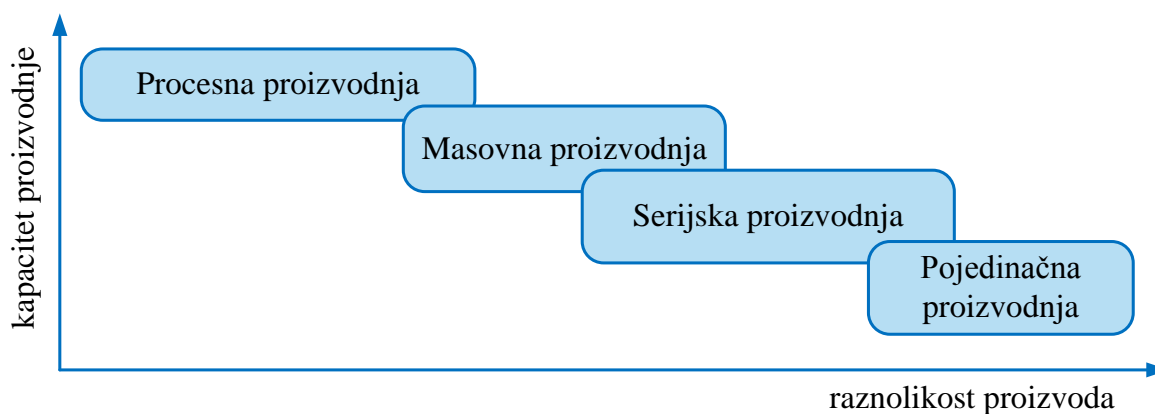 kapacitet proizvodnje
Procesna proizvodnja
Masovna proizvodnja
Serijska proizvodnja
Pojedinačna
proizvodnja
raznolikost proizvoda